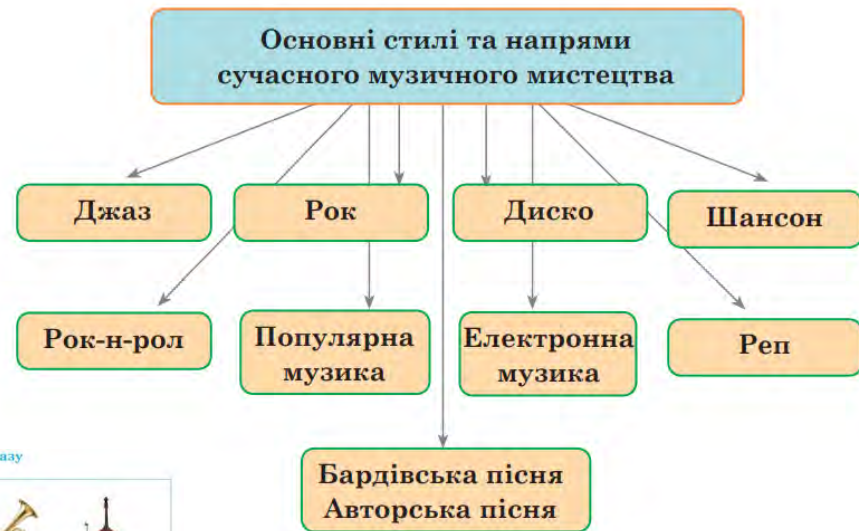 Основні стилі та напрями
сучасного музичного мистецтва
Джаз
Рок
Диско
Шансон
Рок-н-рол
Популярна
музика
Електронна
музика
Реп
Бардівська пісня
Авторська пісня